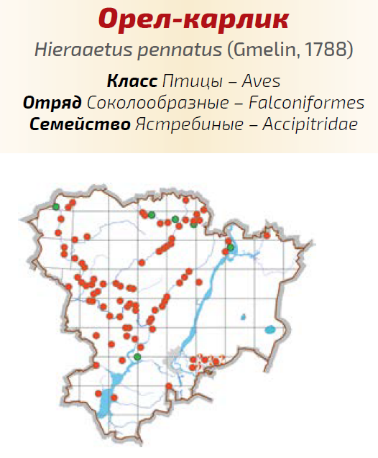 Орел-карлик
Hieraaetus pennatus (Gmelin, 1788)
Класс Птицы – Aves
Отряд Соколообразные – Falconiformes
Семейство Ястребиные – Accipitridae